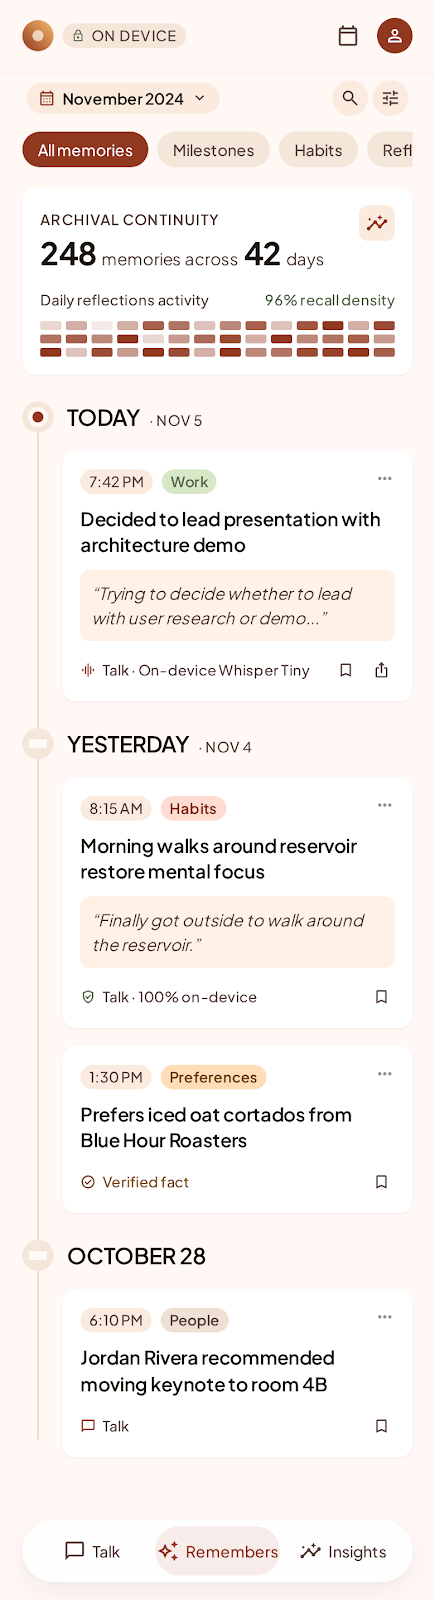 ON DEVICE
November 2024
All memories
Milestones
Habits
Refl
ARCHIVAL CONTINUITY
248 memories across 42 days
Daily reflections activity
96% recall density
TODAY · NOV 5
7:42 PM
Work
Decided to lead presentation with
architecture demo
“Trying to decide whether to lead
with user research or demo...”
Talk · On-device Whisper Tiny
YESTERDAY · NOV 4
8:15 AM
Habits
Morning walks around reservoir
restore mental focus
“Finally got outside to walk around
the reservoir.”
Talk · 100% on-device
1:30 PM
Preferences
Prefers iced oat cortados from
Blue Hour Roasters
Verified fact
OCTOBER 28
6:10 PM
People
Jordan Rivera recommended
moving keynote to room 4B
Talk
Talk
Remembers
Insights